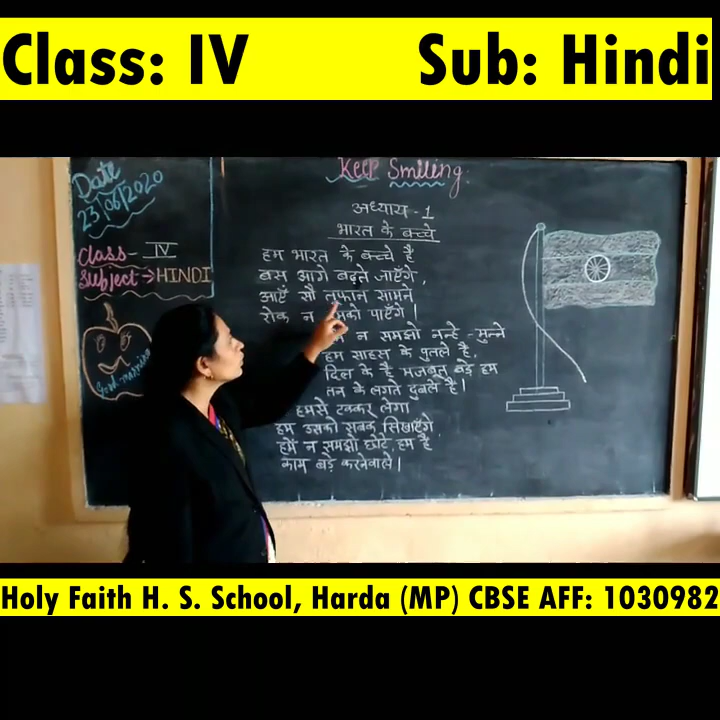 Class: IV Sub: Hindi
Keep Smiling
Date
23/06/2020
Class- IV
Subject → HINDI
Good morning
अध्याय - 1
भारत के बच्चे
हम भारत के बच्चे है
बस आगे बढ़ते जाएँगे,
आएँ सौ तूफान सामने
रोक न पाएँगे।
न समझो नन्हे - मुन्ने
हम साहस के पुतले है,
दिल के है मजबूत बड़े हम
तन के लगते दुबले है।
हमसे टक्कर लेगा
हम उसको सबक सिखाएँगे,
हमें न समझो छोटे, हम है
काम बड़े करनेवाले।
Holy Faith H. S. School, Harda (MP) CBSE AFF: 1030982